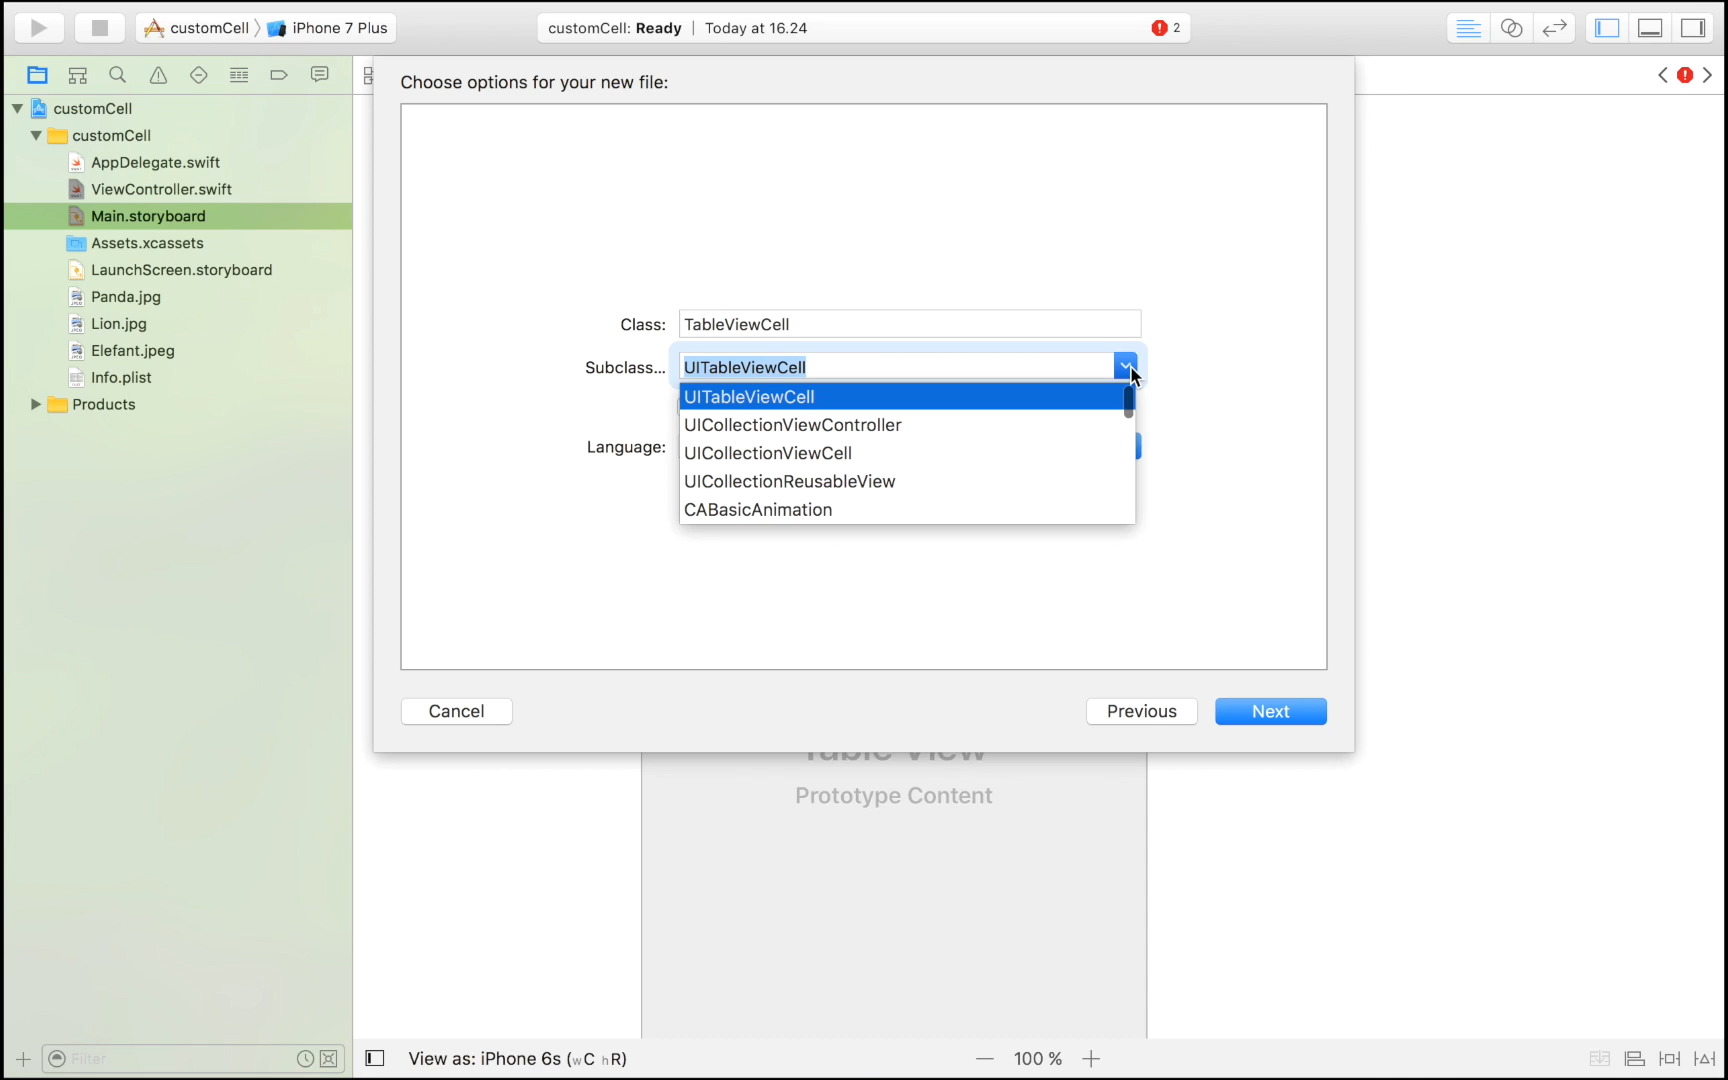 customCell iPhone 7 Plus
customCell: Ready | Today at 16.24
2
Choose options for your new file:
customCell
customCell
AppDelegate.swift
ViewController.swift
Main.storyboard
Assets.xcassets
LaunchScreen.storyboard
Panda.jpg
Lion.jpg
Elefant.jpeg
Info.plist
Products
Class: TableViewCell
Subclass... UITableViewCell
UITableViewCell
UICollectionViewController
Language:
UICollectionViewCell
UICollectionReusableView
CABasicAnimation
Cancel
Previous
Next
Table View
Prototype Content
Filter
View as: iPhone 6s (wC hR)
100 %